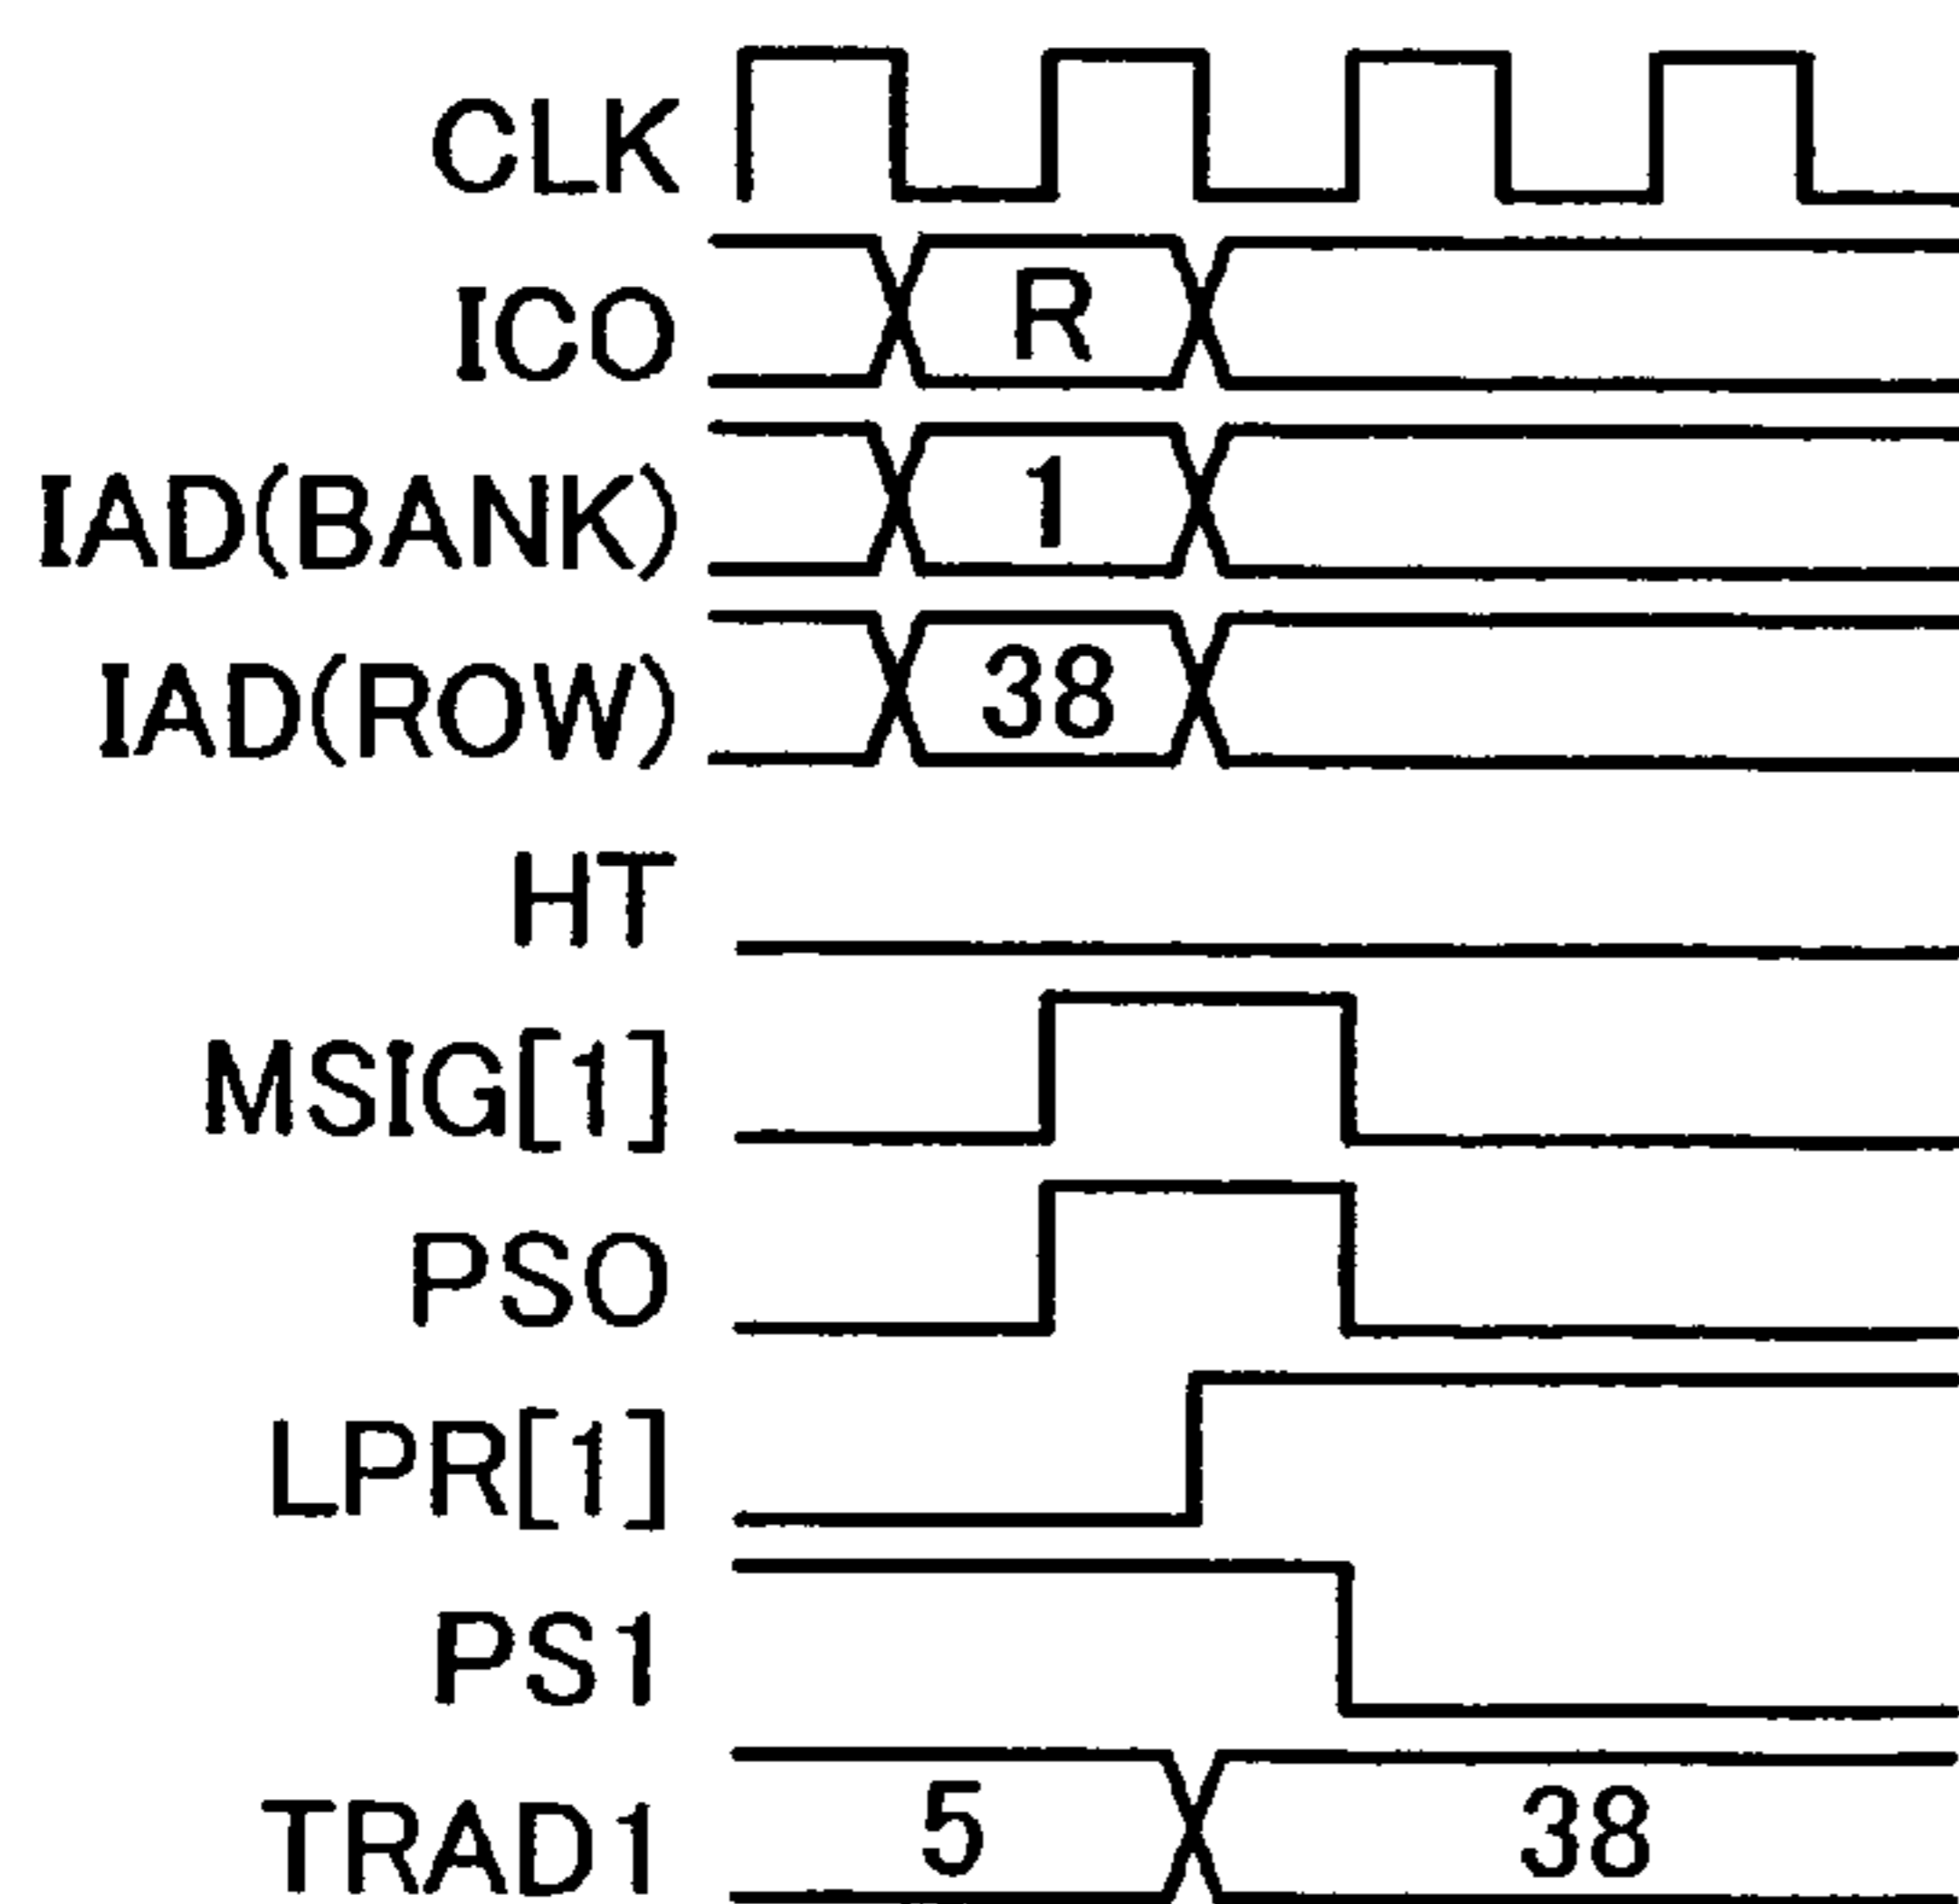 CLK
ICO R
IAD(BANK) 1
IAD(ROW) 38
HT
MSIG[1]
PSO
LPR[1]
PS1
TRAD1 5 38